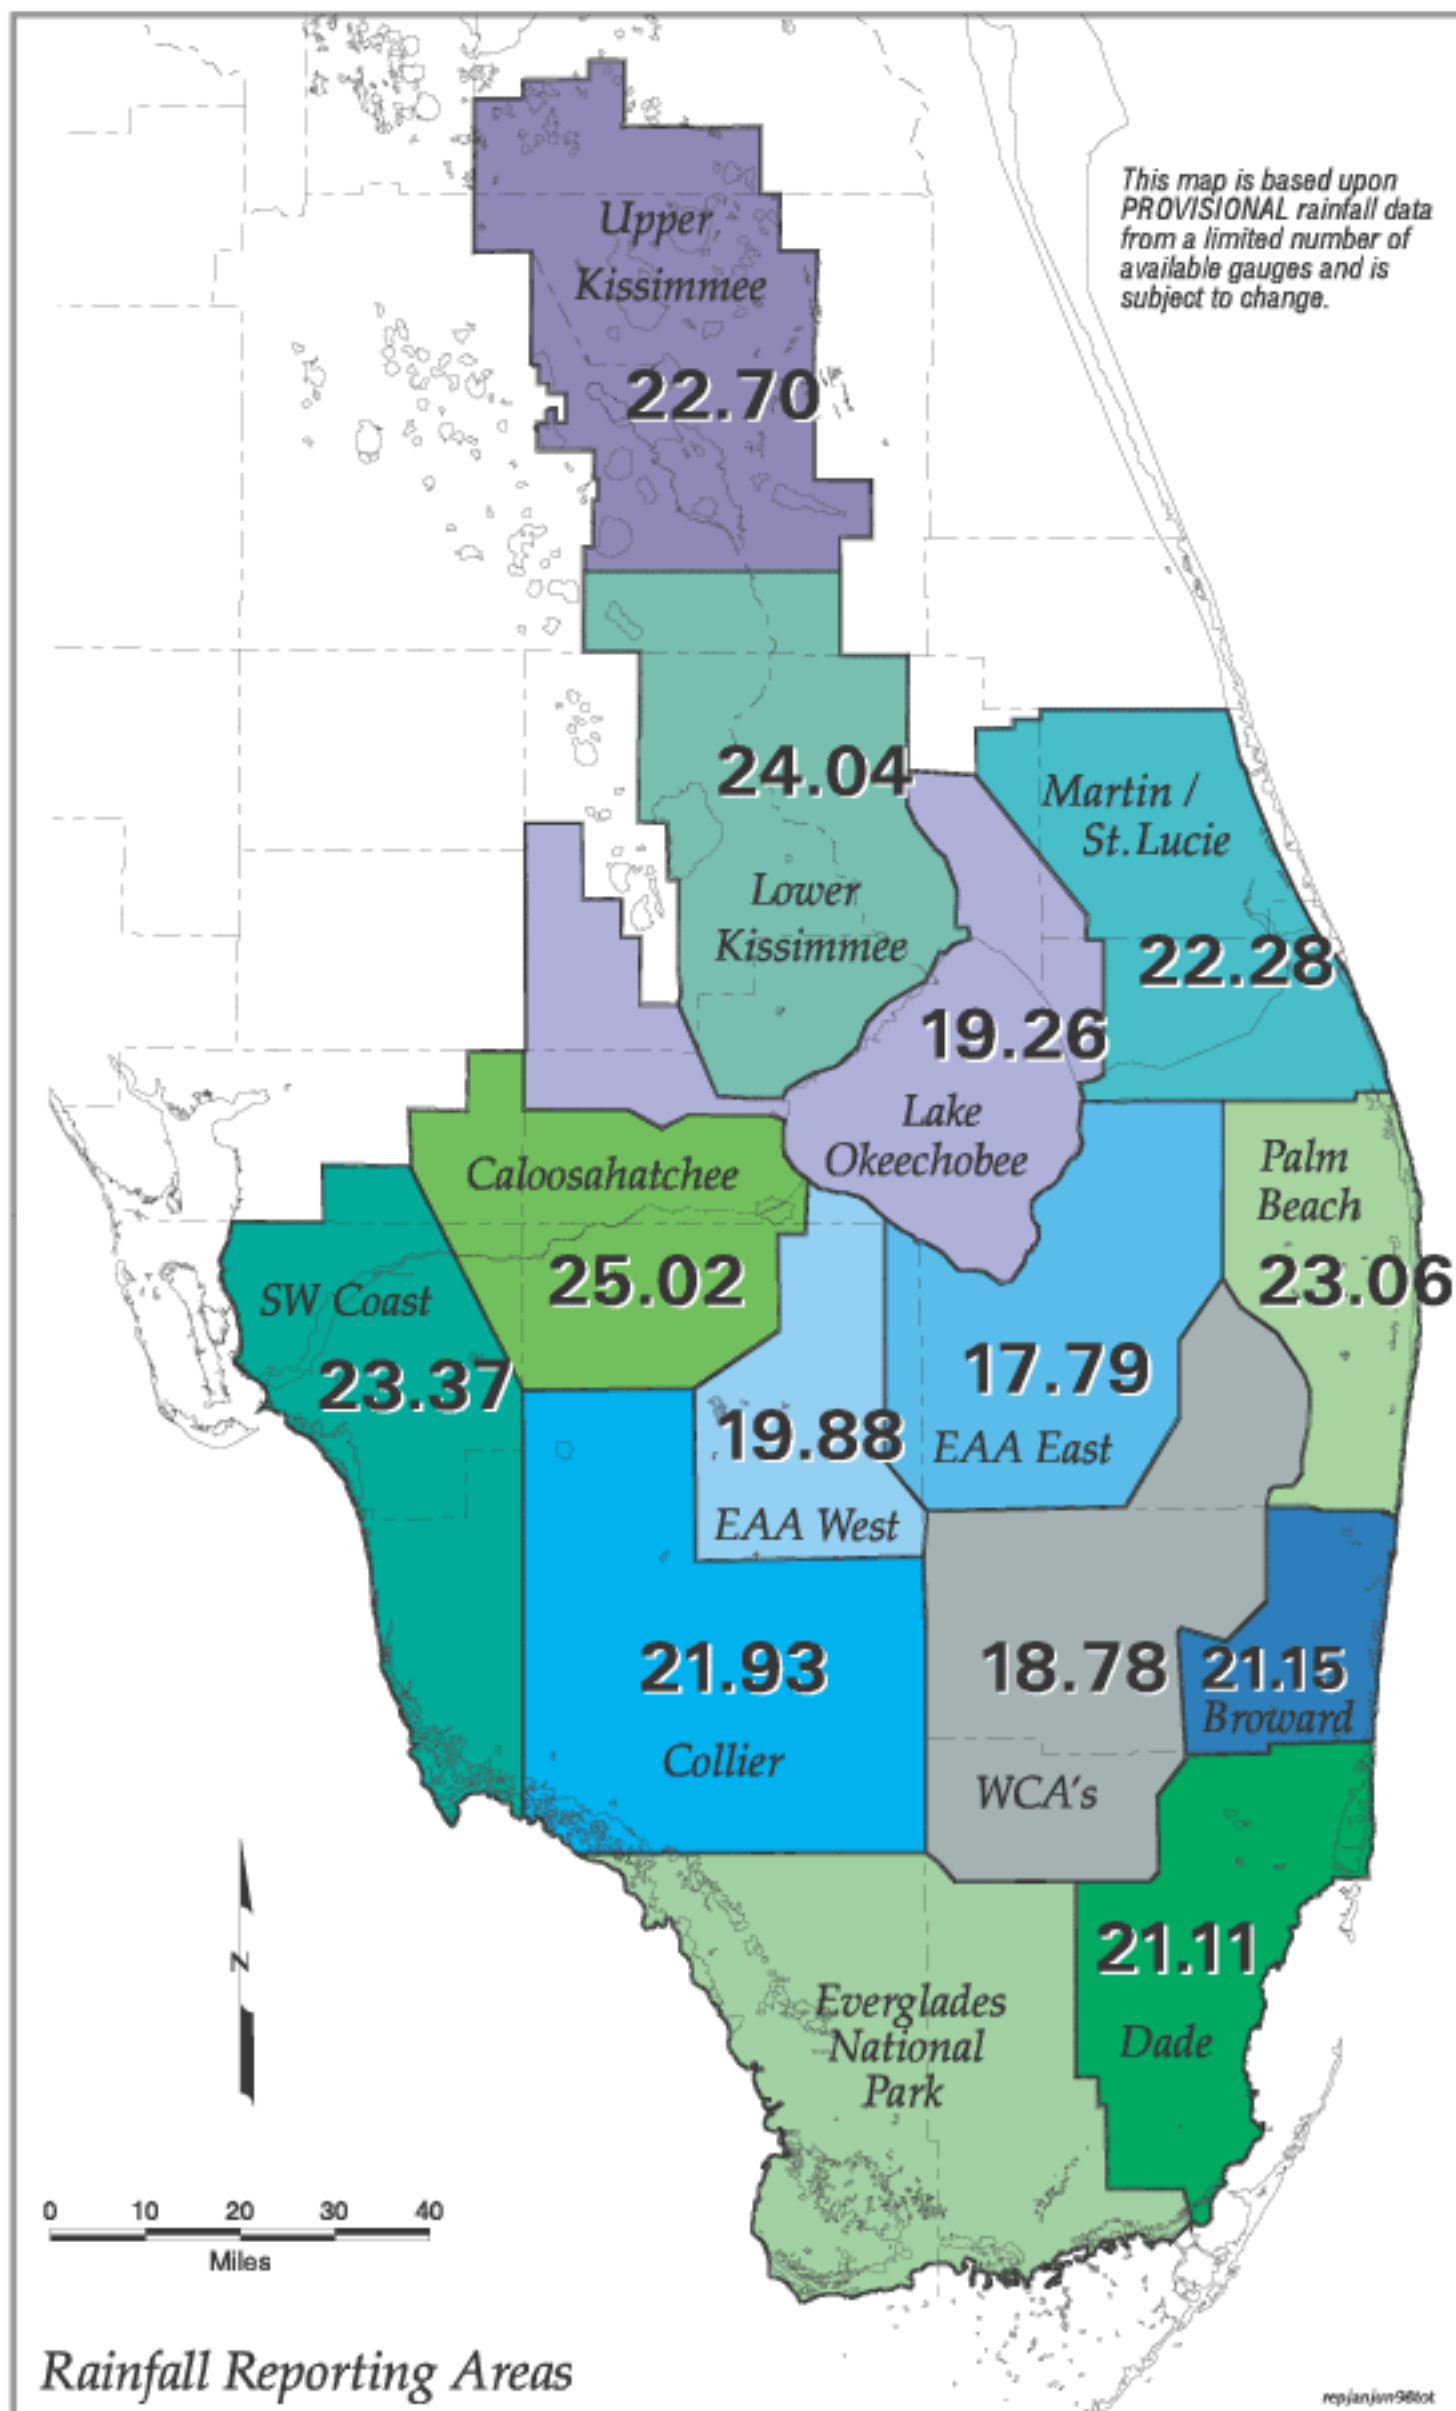 This map is based upon
PROVISIONAL rainfall data
from a limited number of
available gauges and is
subject to change.
Upper
Kissimmee
22.70
24.04
Lower
Kissimmee
Martin /
St. Lucie
22.28
19.26
Lake
Okeechobee
Caloosahatchee
25.02
Palm
Beach
23.06
SW Coast
23.37
17.79
EAA East
19.88
EAA West
21.93
Collier
18.78
WCA's
21.15
Broward
21.11
Dade
Everglades
National
Park
N
0 10 20 30 40
Miles
Rainfall Reporting Areas